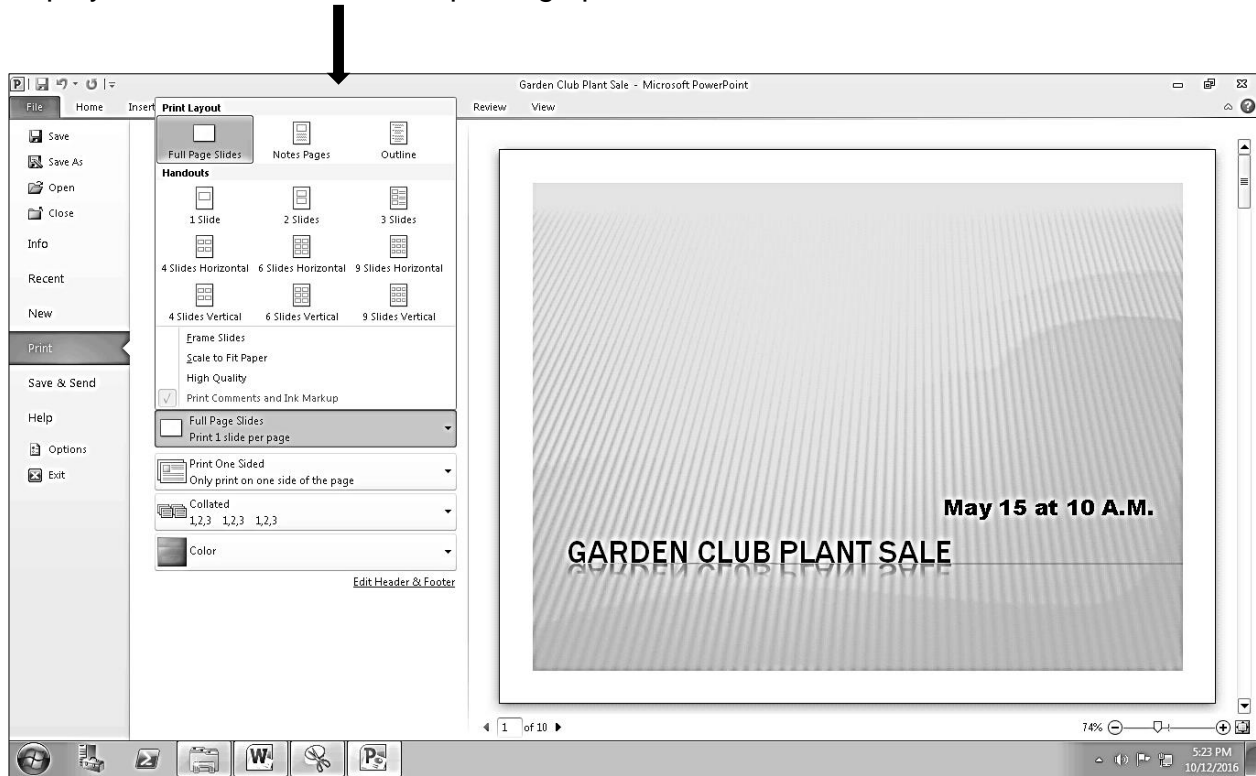 Garden Club Plant Sale - Microsoft PowerPoint
File Home Insert Review View
Print Layout
Full Page Slides Notes Pages Outline
Handouts
1 Slide 2 Slides 3 Slides
4 Slides Horizontal 6 Slides Horizontal 9 Slides Horizontal
4 Slides Vertical 6 Slides Vertical 9 Slides Vertical
Frame Slides
Scale to Fit Paper
High Quality
Print Comments and Ink Markup
Full Page Slides
Print 1 slide per page
Print One Sided
Only print on one side of the page
Collated
1,2,3 1,2,3 1,2,3
Color
Edit Header & Footer
Save
Save As
Open
Close
Info
Recent
New
Print
Save & Send
Help
Options
Exit
May 15 at 10 A.M.
GARDEN CLUB PLANT SALE
1 of 10
74%
5:23 PM
10/12/2016